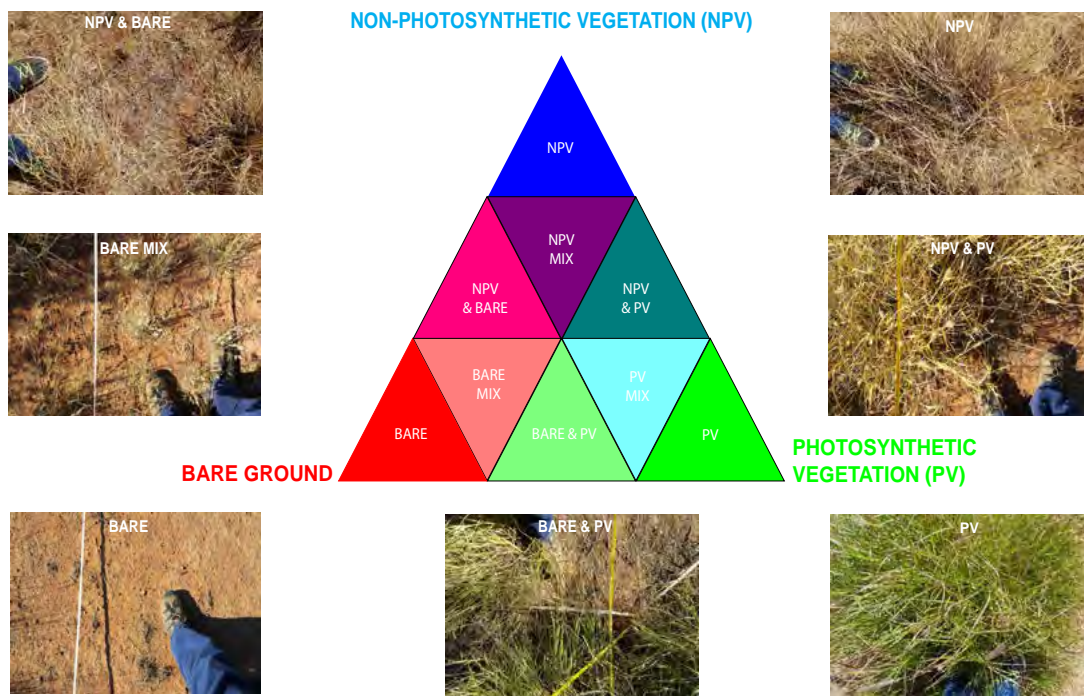 NPV & BARE
NON-PHOTOSYNTHETIC VEGETATION (NPV)
NPV
NPV
BARE MIX
NPV
MIX
NPV & PV
NPV
& BARE
NPV
& PV
BARE
MIX
PV
MIX
BARE
BARE & PV
PV
BARE GROUND
PHOTOSYNTHETIC
VEGETATION (PV)
BARE
BARE & PV
PV